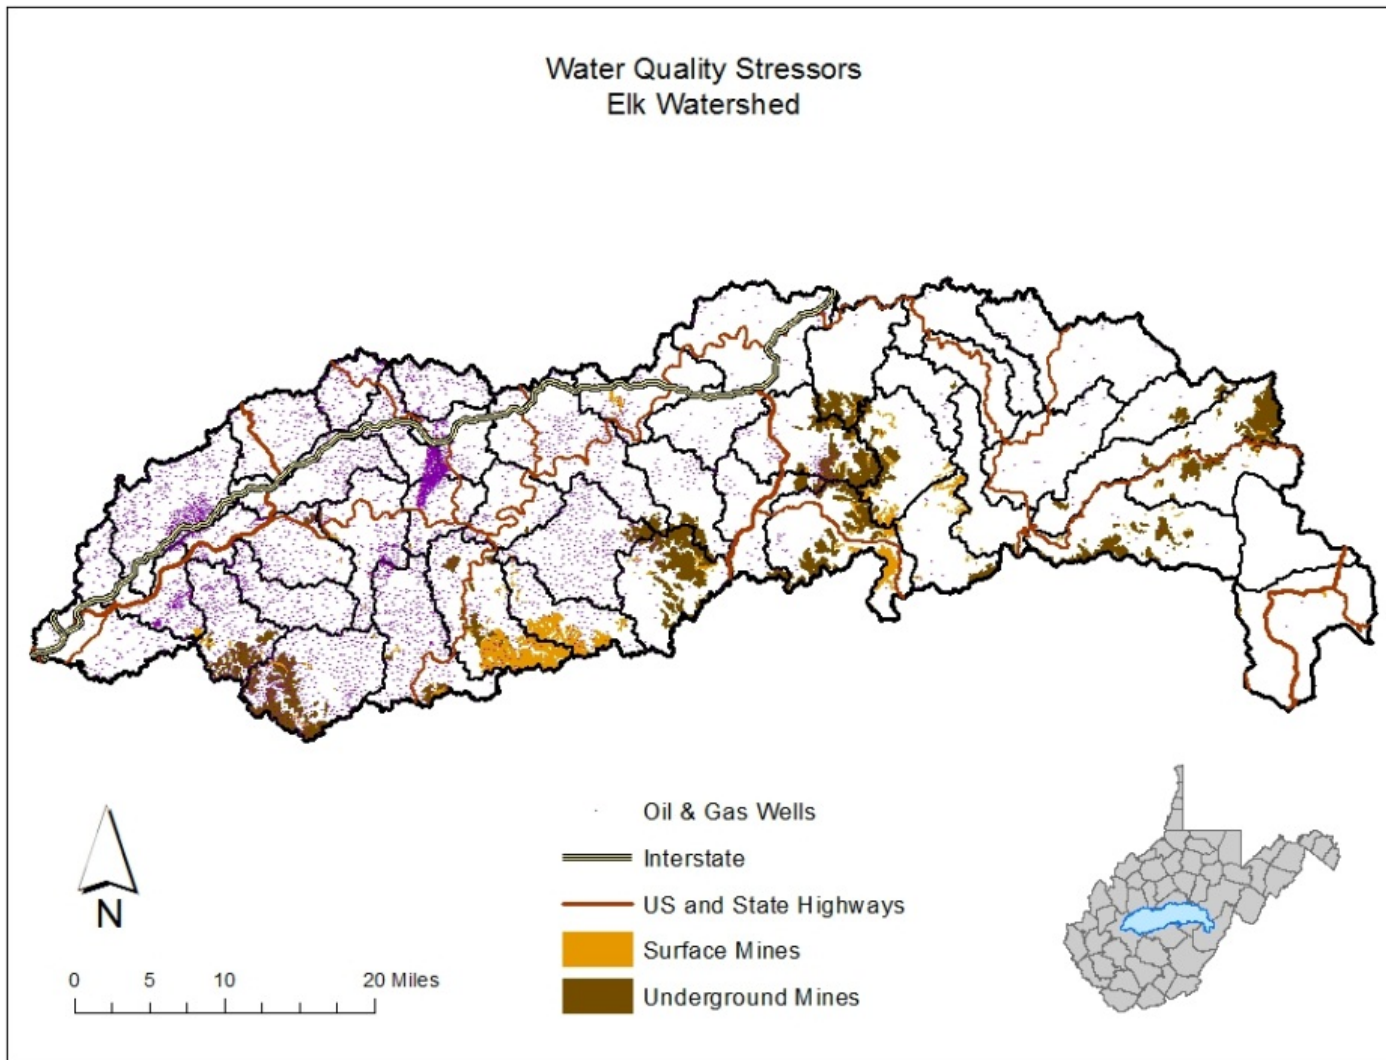 Water Quality Stressors
Elk Watershed
Oil & Gas Wells
Interstate
US and State Highways
Surface Mines
Underground Mines
N
0 5 10 20 Miles